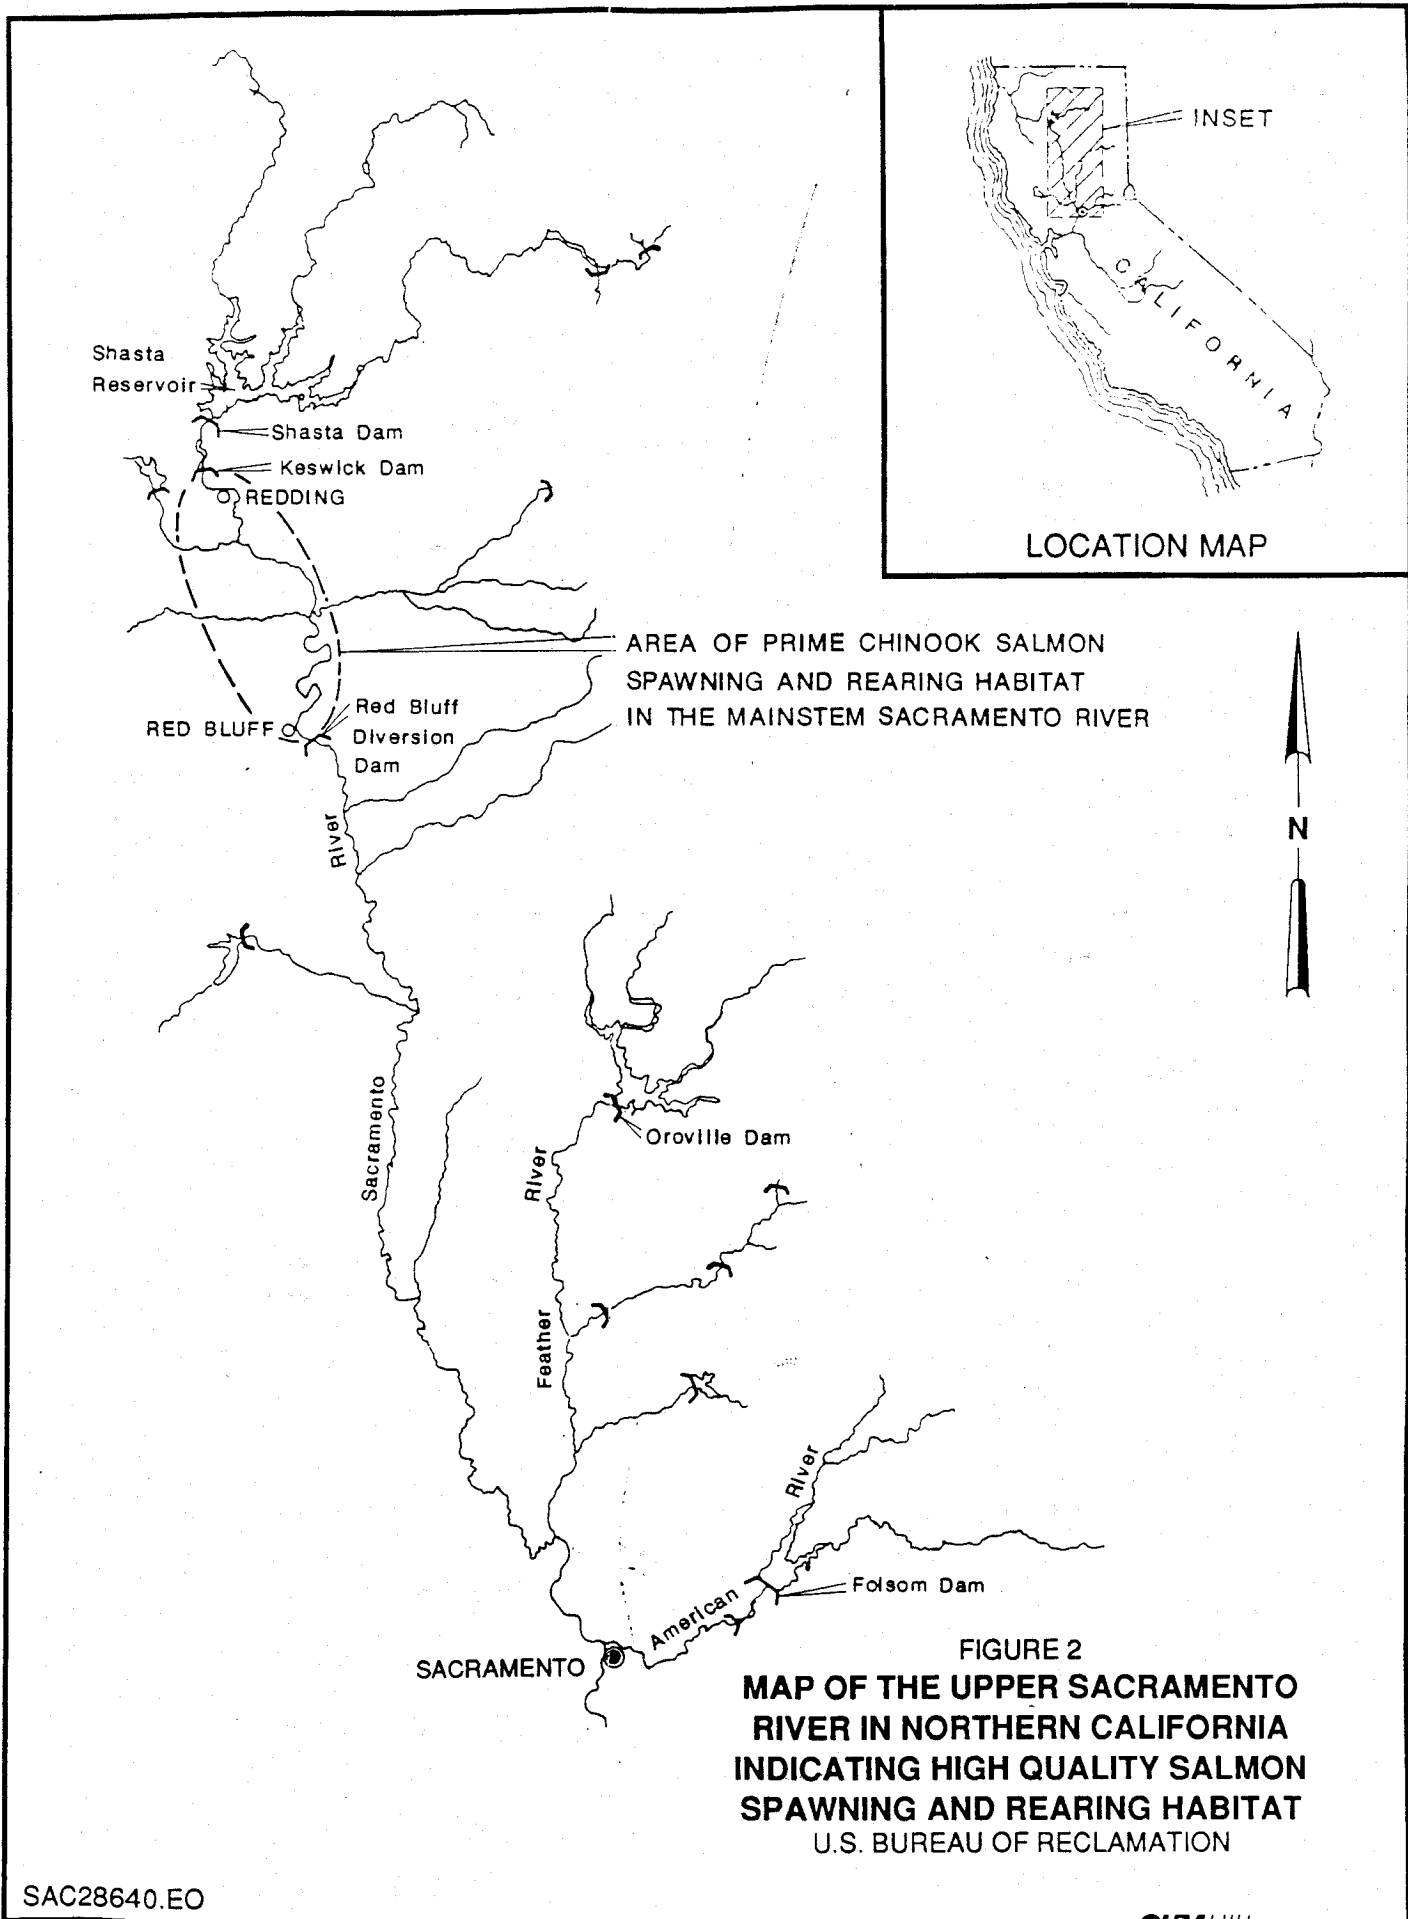 INSET
CALIFORNIA
LOCATION MAP
Shasta
Reservoir
Shasta Dam
Keswick Dam
REDDING
AREA OF PRIME CHINOOK SALMON
SPAWNING AND REARING HABITAT
IN THE MAINSTEM SACRAMENTO RIVER
RED BLUFF
Red Bluff
Diversion
Dam
River
N
Sacramento
Oroville Dam
River
Feather
River
American
Folsom Dam
SACRAMENTO
FIGURE 2
MAP OF THE UPPER SACRAMENTO
RIVER IN NORTHERN CALIFORNIA
INDICATING HIGH QUALITY SALMON
SPAWNING AND REARING HABITAT
U.S. BUREAU OF RECLAMATION
SAC28640.EO